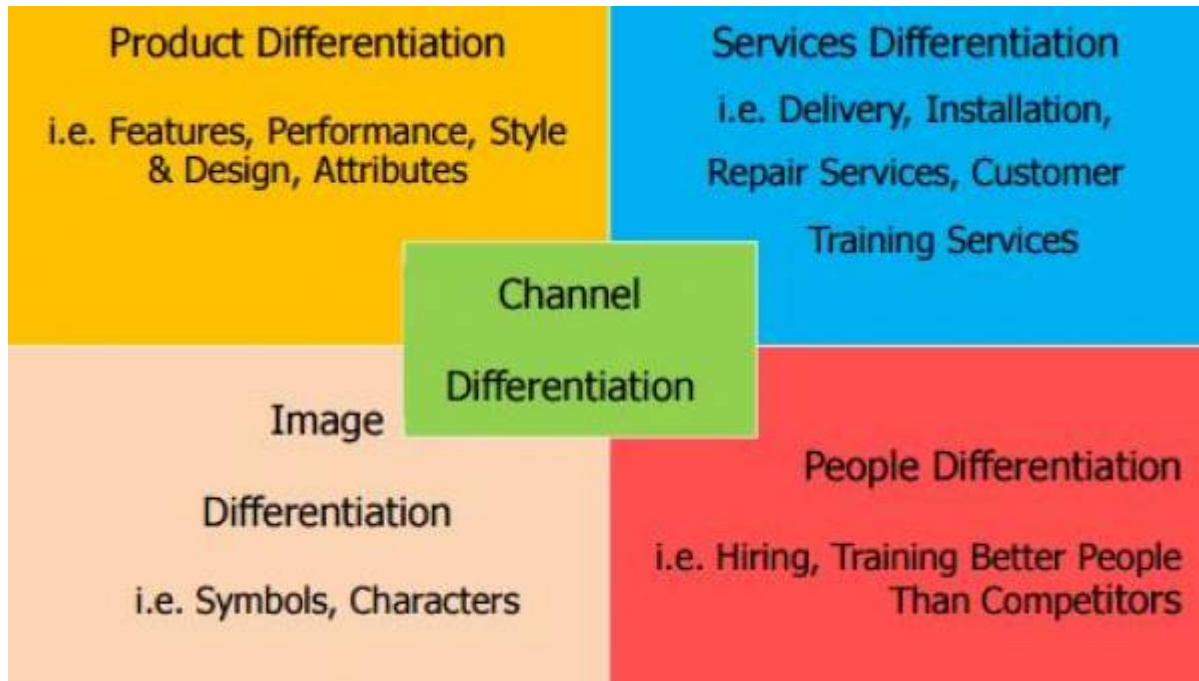 Product Differentiation
i.e. Features, Performance, Style
& Design, Attributes
Services Differentiation
i.e. Delivery, Installation,
Repair Services, Customer
Training Services
Channel
Differentiation
Image
Differentiation
i.e. Symbols, Characters
People Differentiation
i.e. Hiring, Training Better People
Than Competitors